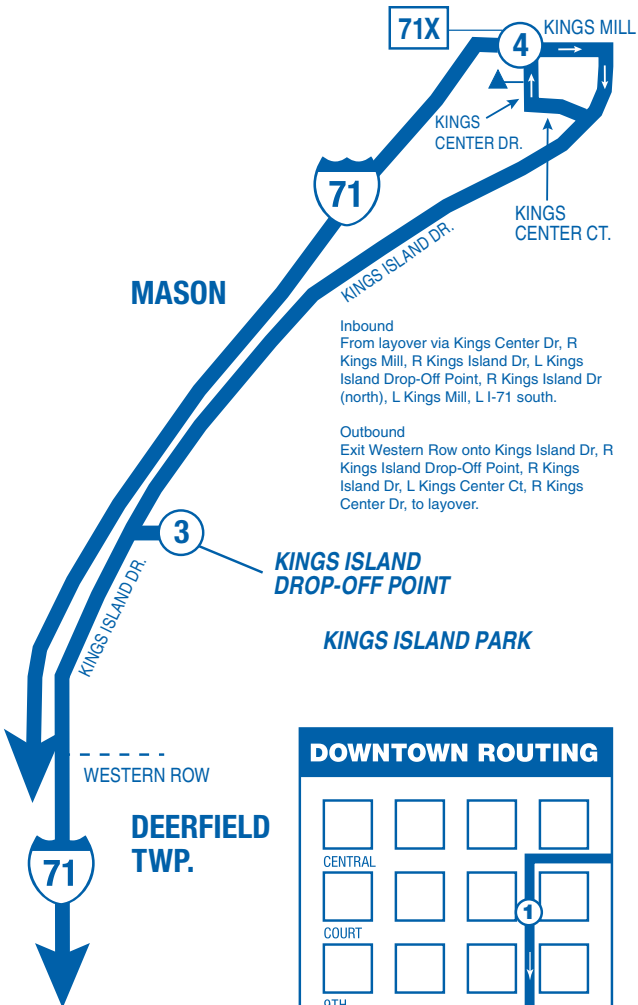 71X
4
KINGS MILL
KINGS
CENTER DR.
71
KINGS
CENTER CT.
KINGS ISLAND DR.
MASON
Inbound
From layover via Kings Center Dr, R
Kings Mill, R Kings Island Dr, L Kings
Island Drop-Off Point, R Kings Island Dr
(north), L Kings Mill, L I-71 south.
Outbound
Exit Western Row onto Kings Island Dr, R
Kings Island Drop-Off Point, R Kings
Island Dr, L Kings Center Ct, R Kings
Center Dr, to layover.
3
KINGS ISLAND
DROP-OFF POINT
KINGS ISLAND DR.
KINGS ISLAND PARK
WESTERN ROW
DEERFIELD
TWP.
71
DOWNTOWN ROUTING
CENTRAL
1
COURT
9TH